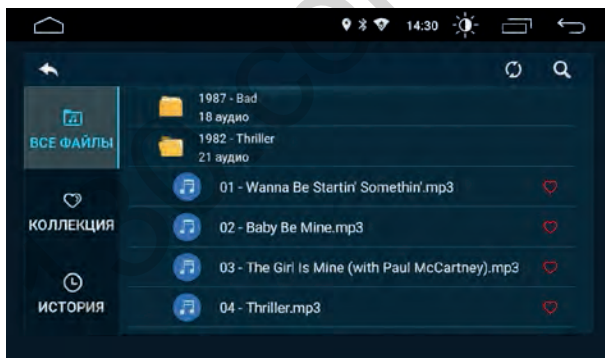 14:30
1987 - Bad
18 аудио
ВСЕ ФАЙЛЫ
1982 - Thriller
21 аудио
01 - Wanna Be Startin' Somethin'.mp3
КОЛЛЕКЦИЯ
02 - Baby Be Mine.mp3
03 - The Girl Is Mine (with Paul McCartney).mp3
ИСТОРИЯ
04 - Thriller.mp3